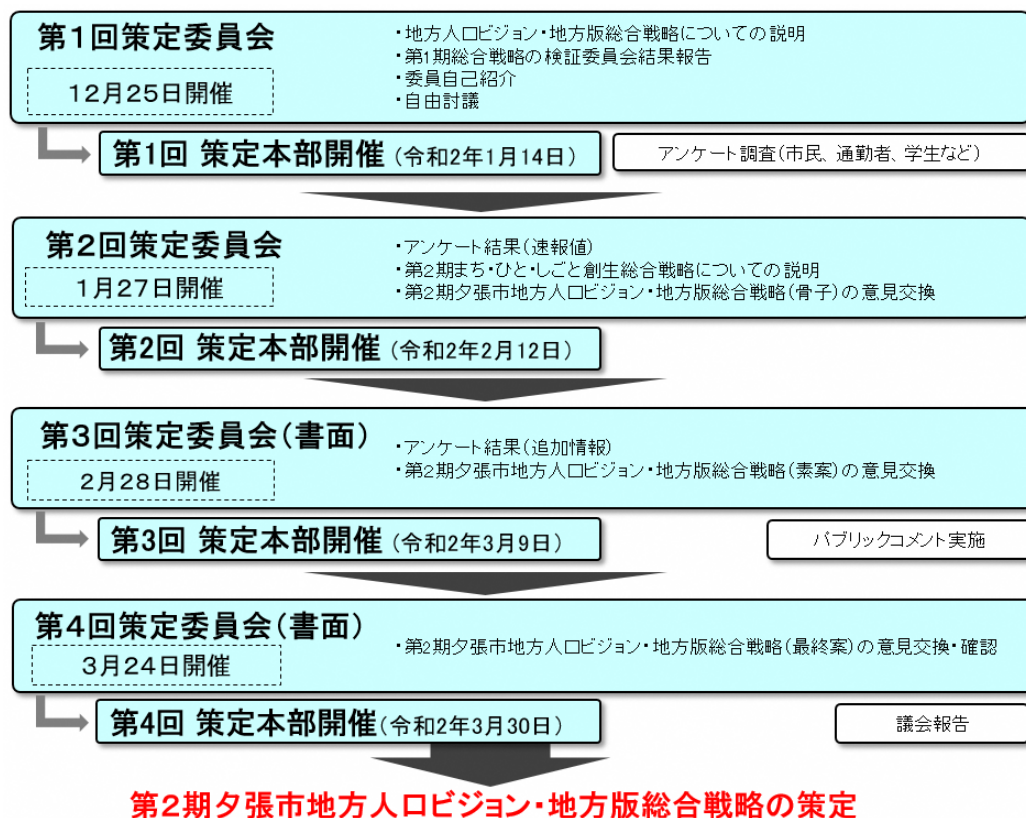 第1回策定委員会
12月25日開催
・地方人口ビジョン・地方版総合戦略についての説明
・第1期総合戦略の検証委員会結果報告
・委員自己紹介
・自由討議
第1回 策定本部開催（令和2年1月14日）
アンケート調査（市民、通勤者、学生など）
第2回策定委員会
1月27日開催
・アンケート結果（速報値）
・第2期まち・ひと・しごと創生総合戦略についての説明
・第2期夕張市地方人口ビジョン・地方版総合戦略（骨子）の意見交換
第2回 策定本部開催（令和2年2月12日）
第3回策定委員会（書面）
2月28日開催
・アンケート結果（追加情報）
・第2期夕張市地方人口ビジョン・地方版総合戦略（素案）の意見交換
第3回 策定本部開催（令和2年3月9日）
パブリックコメント実施
第4回策定委員会（書面）
3月24日開催
・第2期夕張市地方人口ビジョン・地方版総合戦略（最終案）の意見交換・確認
第4回 策定本部開催（令和2年3月30日）
議会報告
第2期夕張市地方人口ビジョン・地方版総合戦略の策定